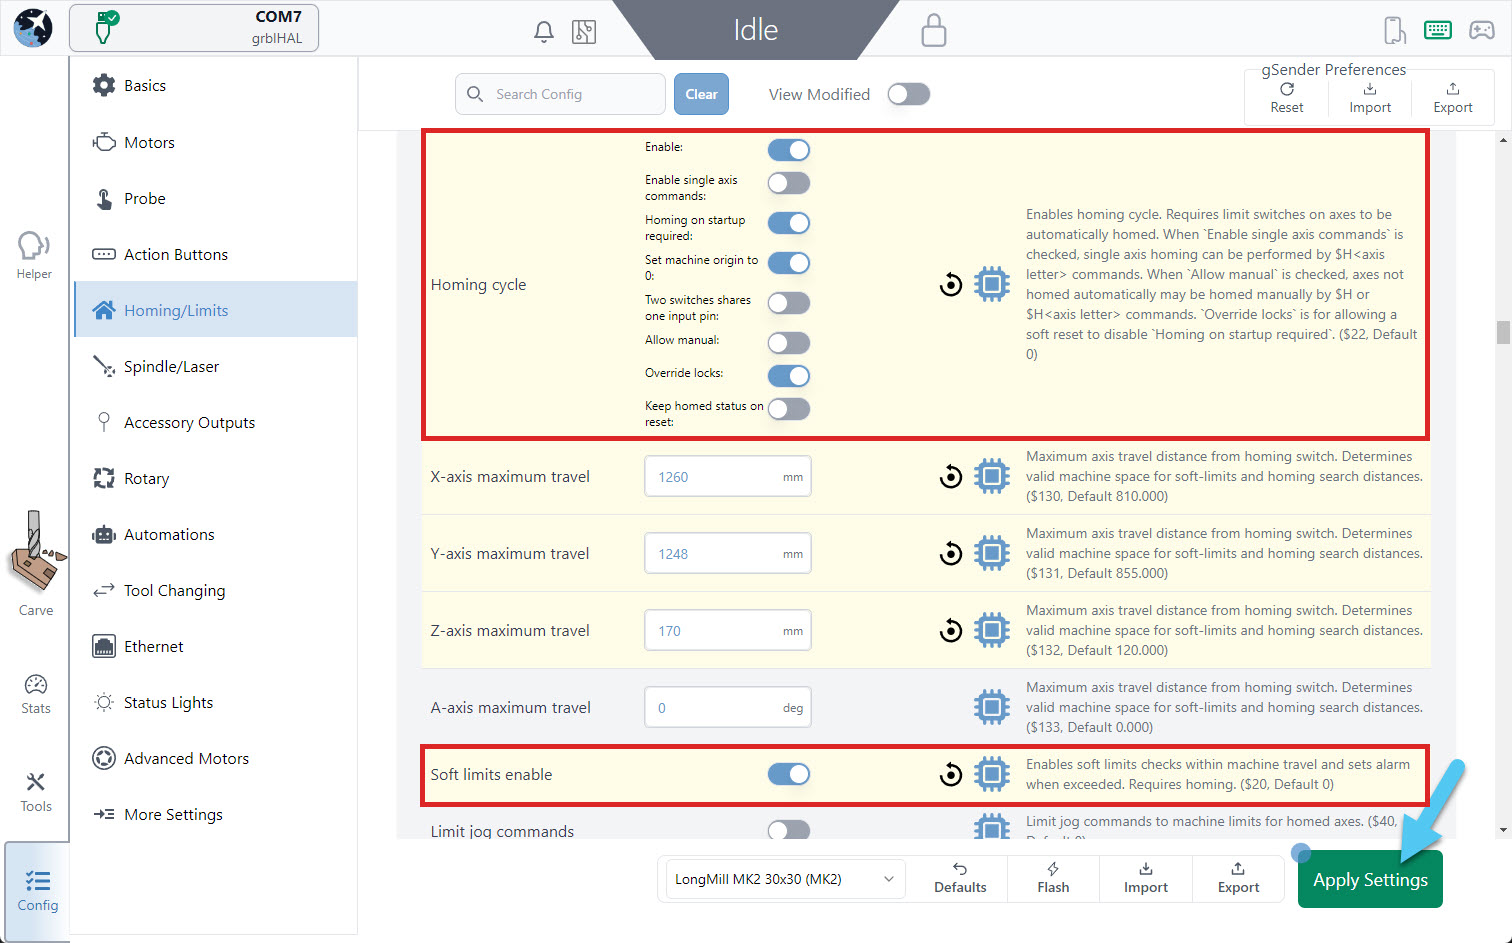 COM7
grblHAL
Idle
Helper
Carve
Stats
Tools
Config
Basics
Motors
Probe
Action Buttons
Homing/Limits
Spindle/Laser
Accessory Outputs
Rotary
Automations
Tool Changing
Ethernet
Status Lights
Advanced Motors
More Settings
Search Config
Clear
View Modified
gSender Preferences
Reset
Import
Export
Homing cycle
Enable:
Enable single axis
commands:
Homing on startup
required:
Set machine origin to
0:
Two switches shares
one input pin:
Allow manual:
Override locks:
Keep homed status on
reset:
Enables homing cycle. Requires limit switches on axes to be
automatically homed. When `Enable single axis commands` is
checked, single axis homing can be performed by $H<axis
letter> commands. When `Allow manual` is checked, axes not
homed automatically may be homed manually by $H or
$H<axis letter> commands. `Override locks` is for allowing a
soft reset to disable `Homing on startup required`. ($22, Default
0)
X-axis maximum travel
1260 mm
Maximum axis travel distance from homing switch. Determines
valid machine space for soft-limits and homing search distances.
($130, Default 810.000)
Y-axis maximum travel
1248 mm
Maximum axis travel distance from homing switch. Determines
valid machine space for soft-limits and homing search distances.
($131, Default 855.000)
Z-axis maximum travel
170 mm
Maximum axis travel distance from homing switch. Determines
valid machine space for soft-limits and homing search distances.
($132, Default 120.000)
A-axis maximum travel
0 deg
Maximum axis travel distance from homing switch. Determines
valid machine space for soft-limits and homing search distances.
($133, Default 0.000)
Soft limits enable
Enables soft limits checks within machine travel and sets alarm
when exceeded. Requires homing. ($20, Default 0)
Limit jog commands
Limit jog commands to machine limits for homed axes. ($40,
Default 0)
LongMill MK2 30x30 (MK2)
Defaults
Flash
Import
Export
Apply Settings